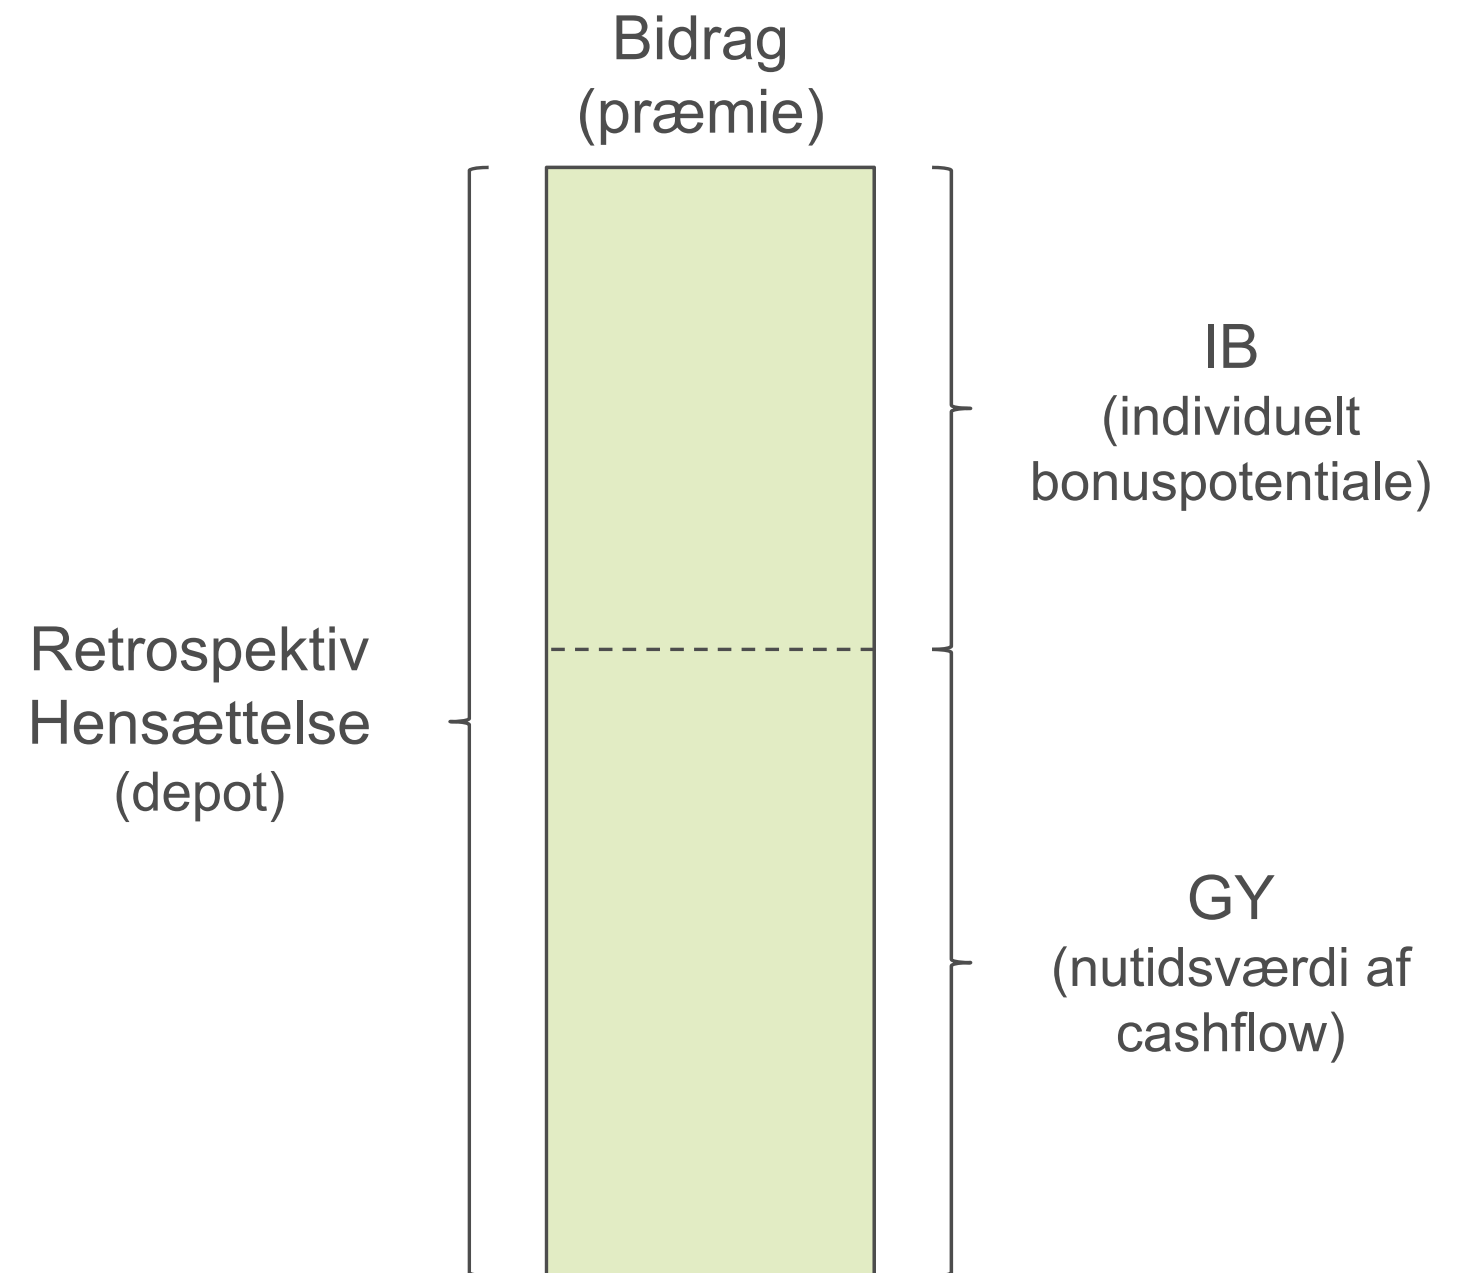 Bidrag
(præmie)
IB
(individuelt
bonuspotentiale)
Retrospektiv
Hensættelse
(depot)
GY
(nutidsværdi af
cashflow)